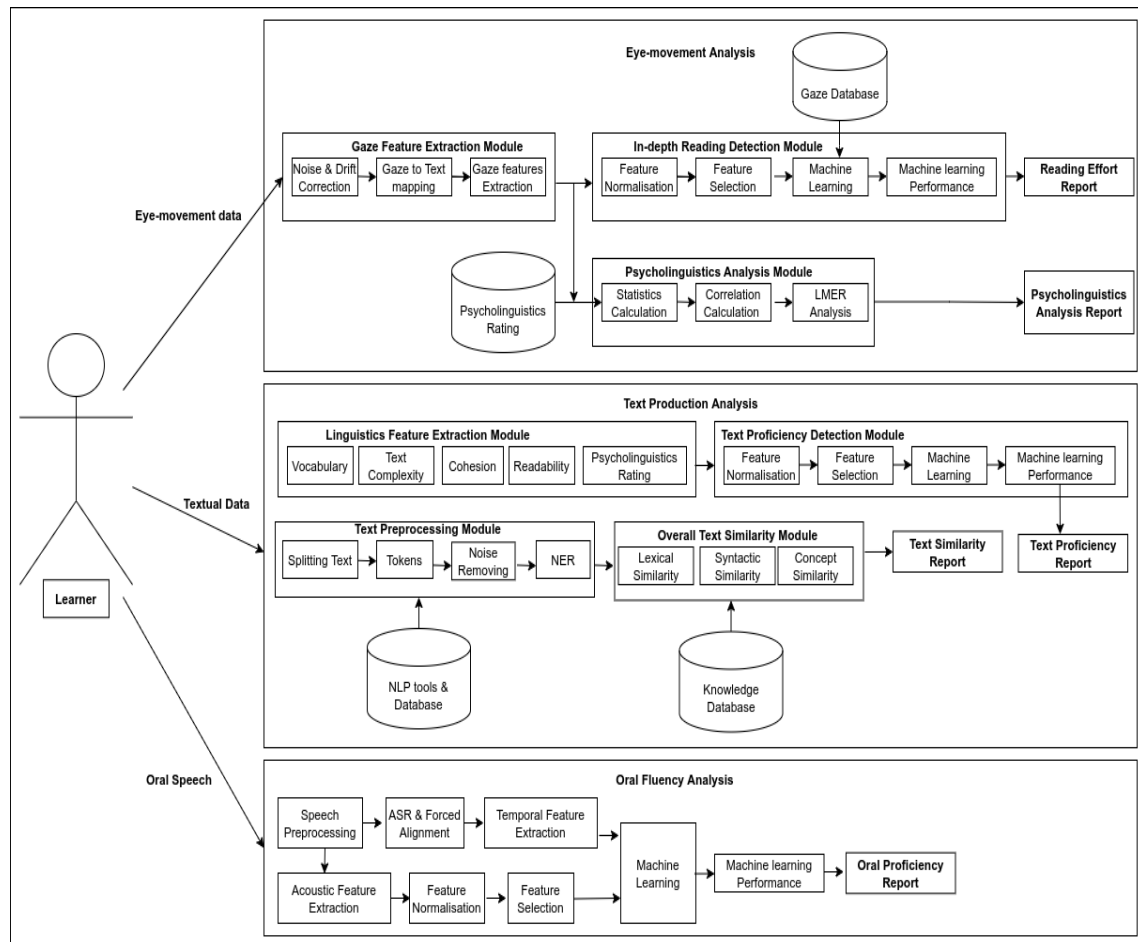 Eye-movement Analysis
Gaze Database
Gaze Feature Extraction Module
Noise & Drift
Correction
Gaze to Text
mapping
Gaze features
Extraction
In-depth Reading Detection Module
Feature
Normalisation
Feature
Selection
Machine
Learning
Machine learning
Performance
Reading Effort
Report
Eye-movement data
Psycholinguistics
Rating
Psycholinguistics Analysis Module
Statistics
Calculation
Correlation
Calculation
LMER
Analysis
Psycholinguistics
Analysis Report
Learner
Textual Data
Text Production Analysis
Linguistics Feature Extraction Module
Vocabulary
Text
Complexity
Cohesion
Readability
Psycholinguistics
Rating
Text Proficiency Detection Module
Feature
Normalisation
Feature
Selection
Machine
Learning
Machine learning
Performance
Text Preprocessing Module
Splitting Text
Tokens
Noise
Removing
NER
Overall Text Similarity Module
Lexical
Similarity
Syntactic
Similarity
Concept
Similarity
Text Similarity
Report
Text Proficiency
Report
NLP tools &
Database
Knowledge
Database
Oral Speech
Oral Fluency Analysis
Speech
Preprocessing
ASR & Forced
Alignment
Temporal Feature
Extraction
Acoustic Feature
Extraction
Feature
Normalisation
Feature
Selection
Machine
Learning
Machine learning
Performance
Oral Proficiency
Report